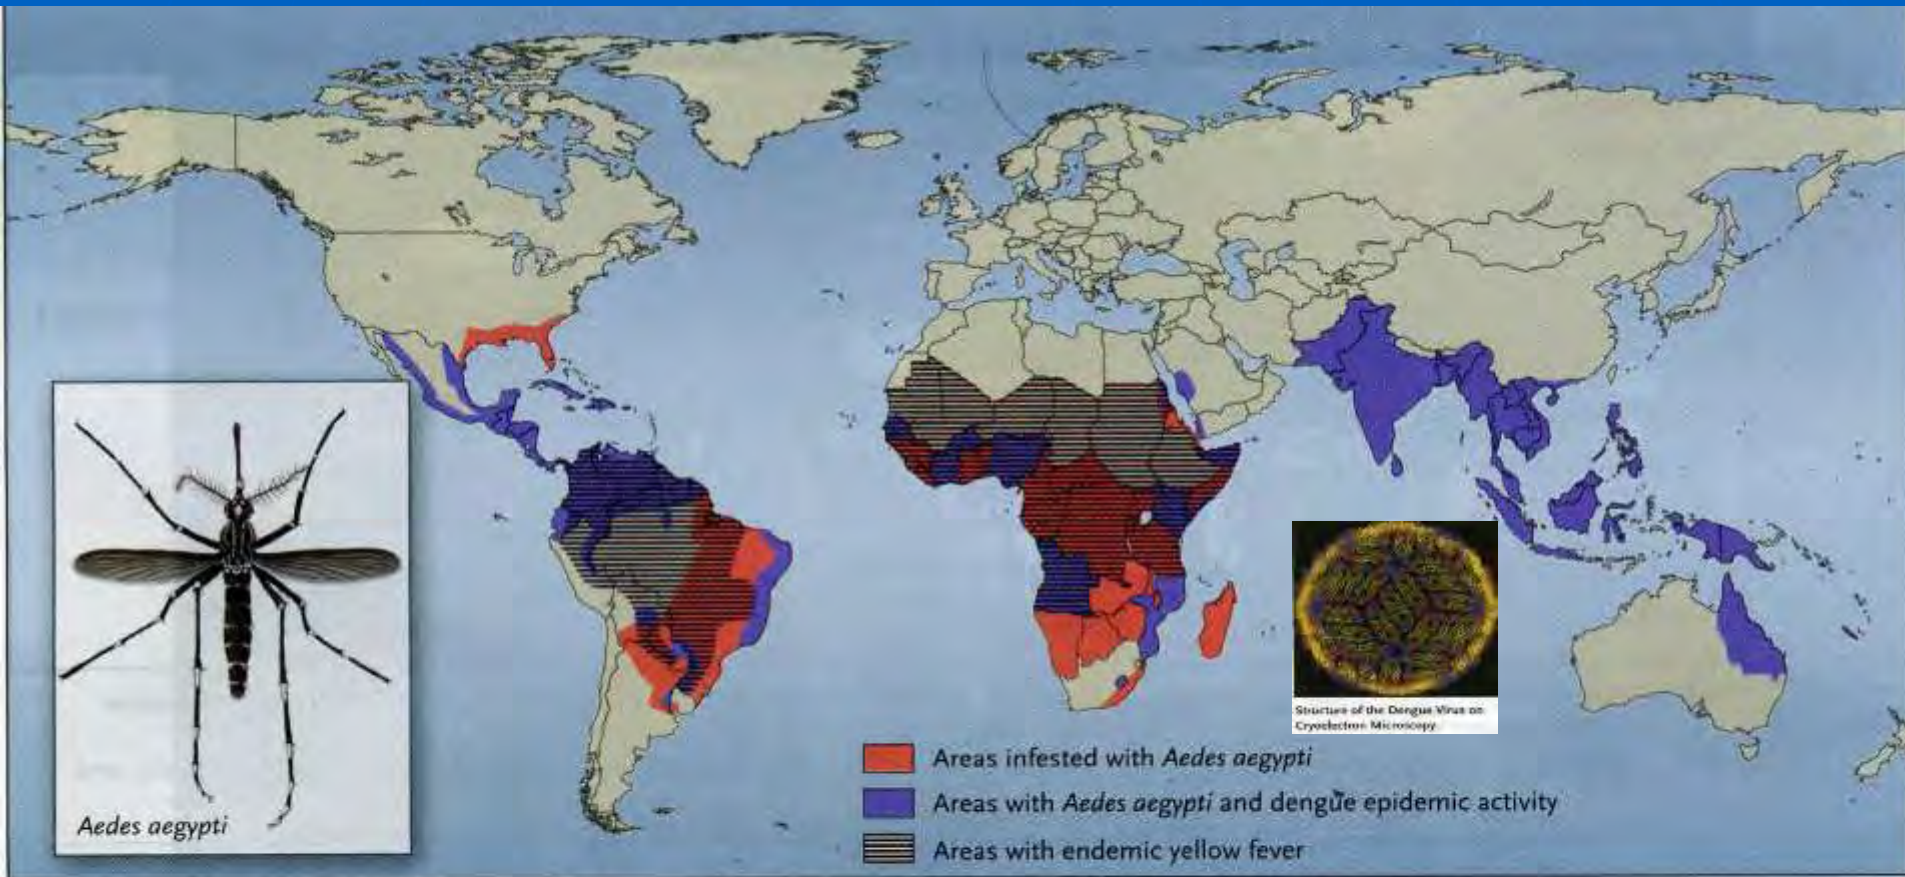 Aedes aegypti
Structure of the Dengue Virus on
Cryoelectron Microscopy.
Areas infested with Aedes aegypti
Areas with Aedes aegypti and dengue epidemic activity
Areas with endemic yellow fever